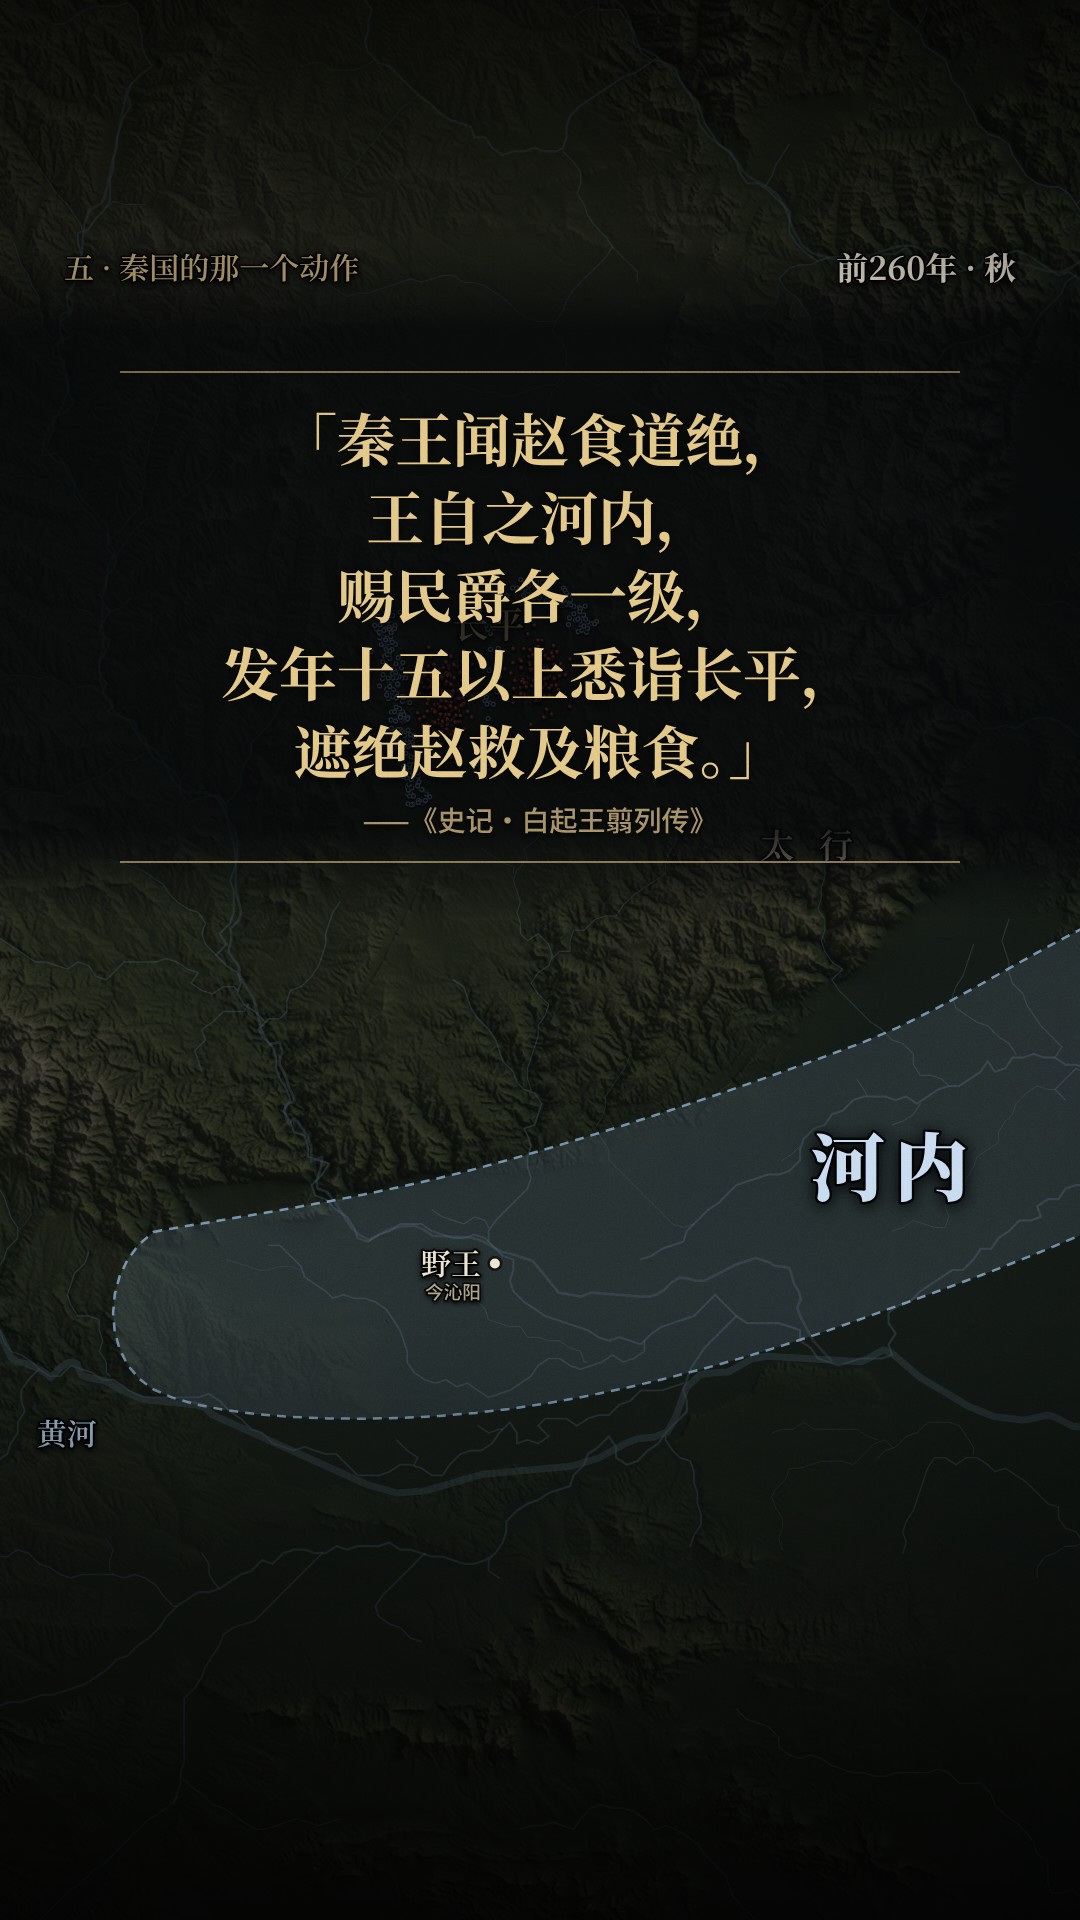 五·秦国的那一个动作
前260年·秋
「秦王闻赵食道绝，
王自之河内，
赐民爵各一级，
发年十五以上悉诣长平，
遮绝赵救及粮食。」
——《史记·白起王翦列传》
长平
太行
河内
野王
今沁阳
黄河